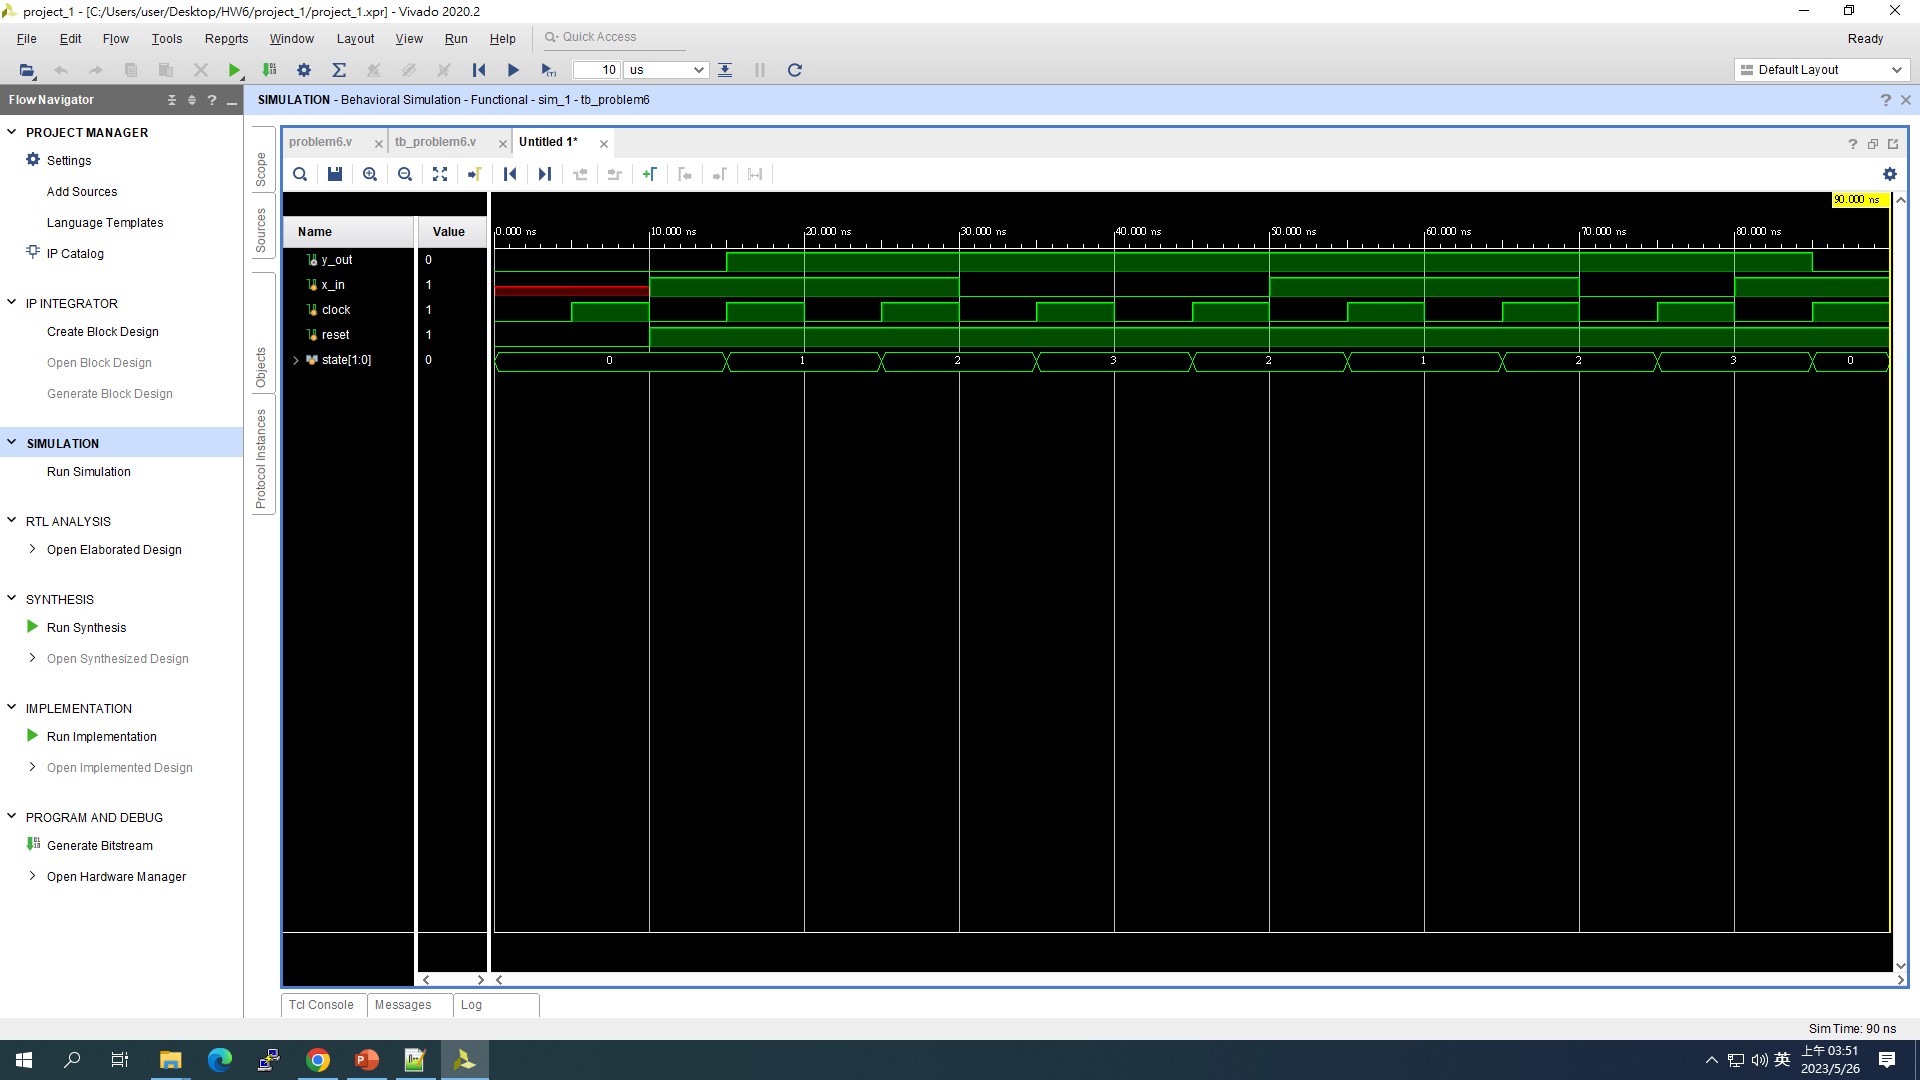 project_1 - [C:/Users/user/Desktop/HW6/project_1/project_1.xpr] - Vivado 2020.2
File Edit Flow Tools Reports Window Layout View Run Help
Quick Access
Ready
10 us
Default Layout
Flow Navigator
SIMULATION - Behavioral Simulation - Functional - sim_1 - tb_problem6
PROJECT MANAGER
Settings
Add Sources
Language Templates
IP Catalog
IP INTEGRATOR
Create Block Design
Open Block Design
Generate Block Design
SIMULATION
Run Simulation
RTL ANALYSIS
Open Elaborated Design
SYNTHESIS
Run Synthesis
Open Synthesized Design
IMPLEMENTATION
Run Implementation
Open Implemented Design
PROGRAM AND DEBUG
Generate Bitstream
Open Hardware Manager
Scope
Sources
Objects
Protocol Instances
problem6.v tb_problem6.v Untitled 1*
90.000 ns
Name Value
0.000 ns 10.000 ns 20.000 ns 30.000 ns 40.000 ns 50.000 ns 60.000 ns 70.000 ns 80.000 ns
y_out 0
x_in 1
clock 1
reset 1
state[1:0] 0 0 1 2 3 2 1 2 3 0
Tcl Console Messages Log
Sim Time: 90 ns
英
上午 03:51
2023/5/26